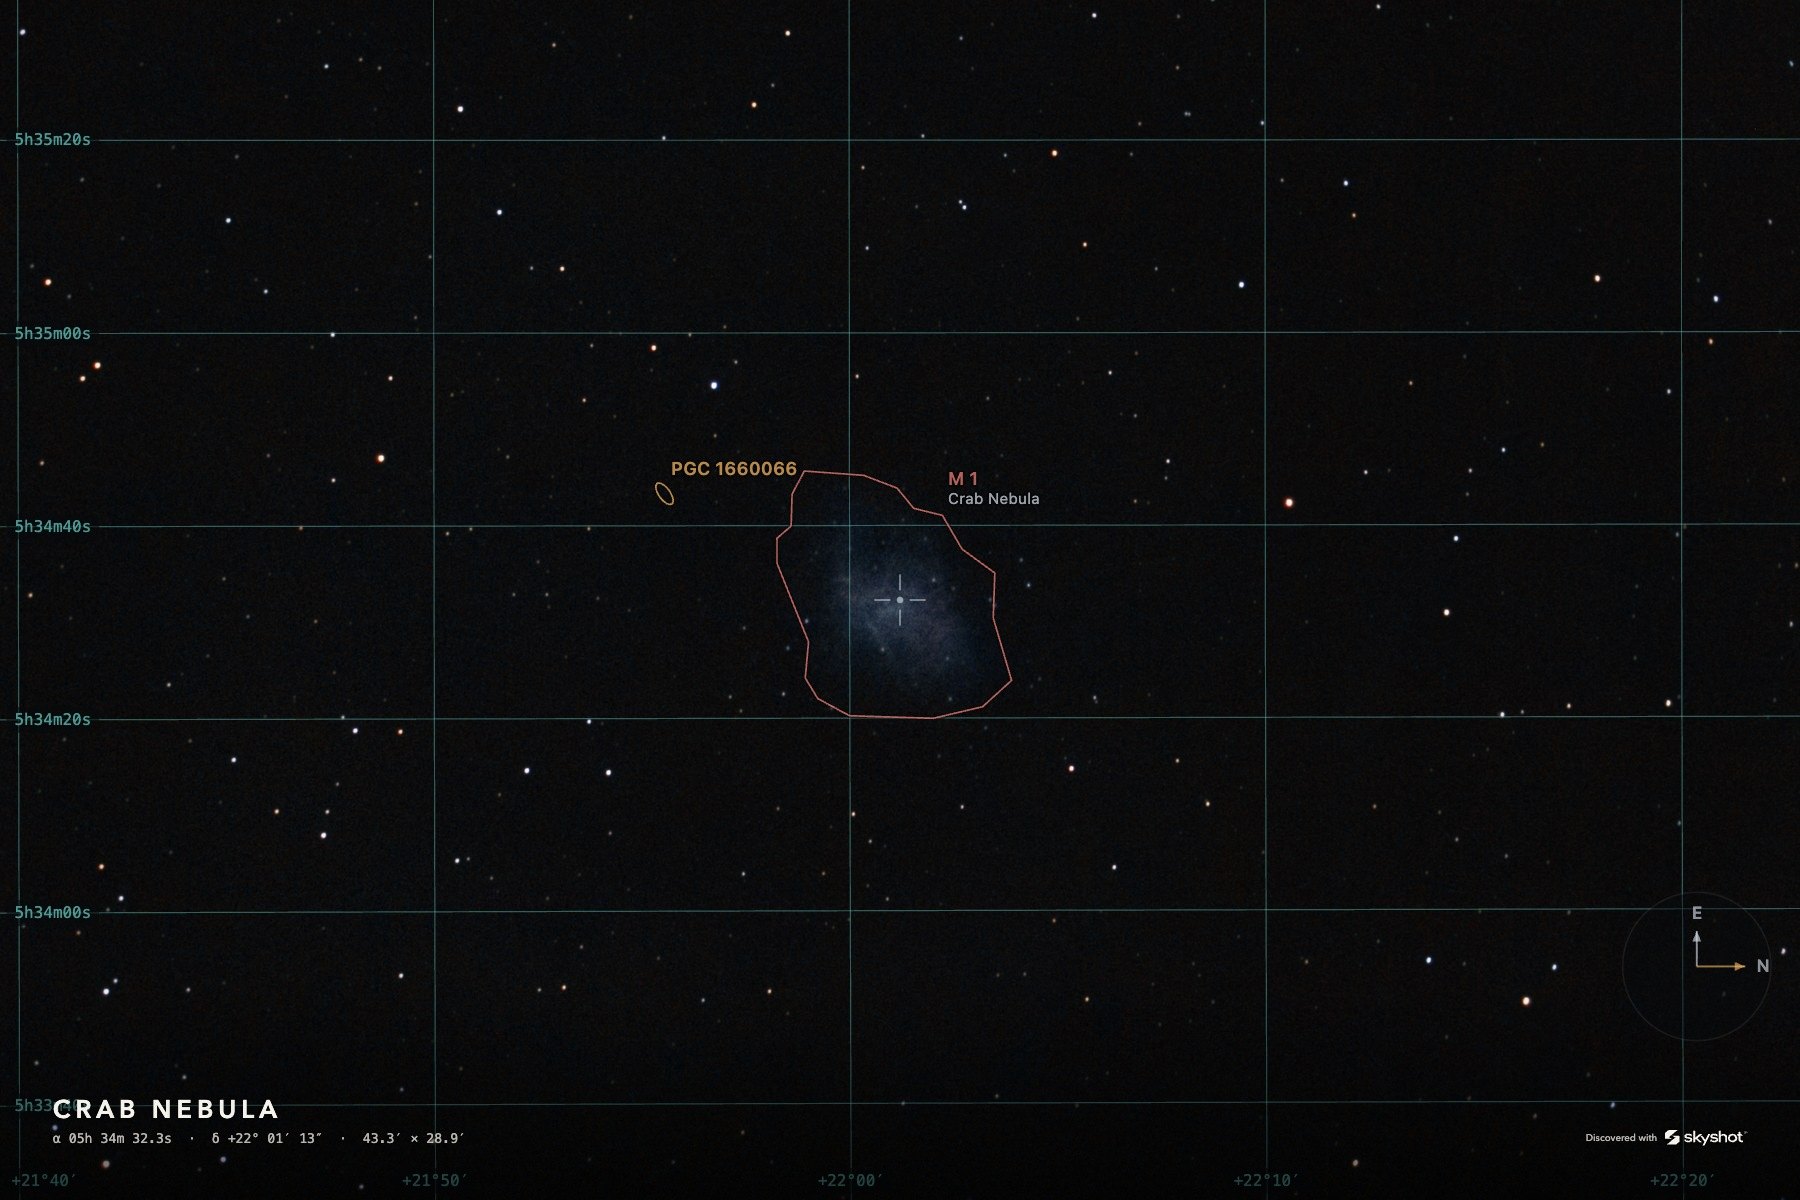 5h35m20s
5h35m00s
PGC 1660066
M 1
Crab Nebula
5h34m40s
5h34m20s
5h34m00s
E
N
5h33m40s
CRAB NEBULA
α 05h 34m 32.3s · δ +22° 01′ 13″ · 43.3′ × 28.9′
Discovered with skyshot
+21°40′
+21°50′
+22°00′
+22°10′
+22°20′